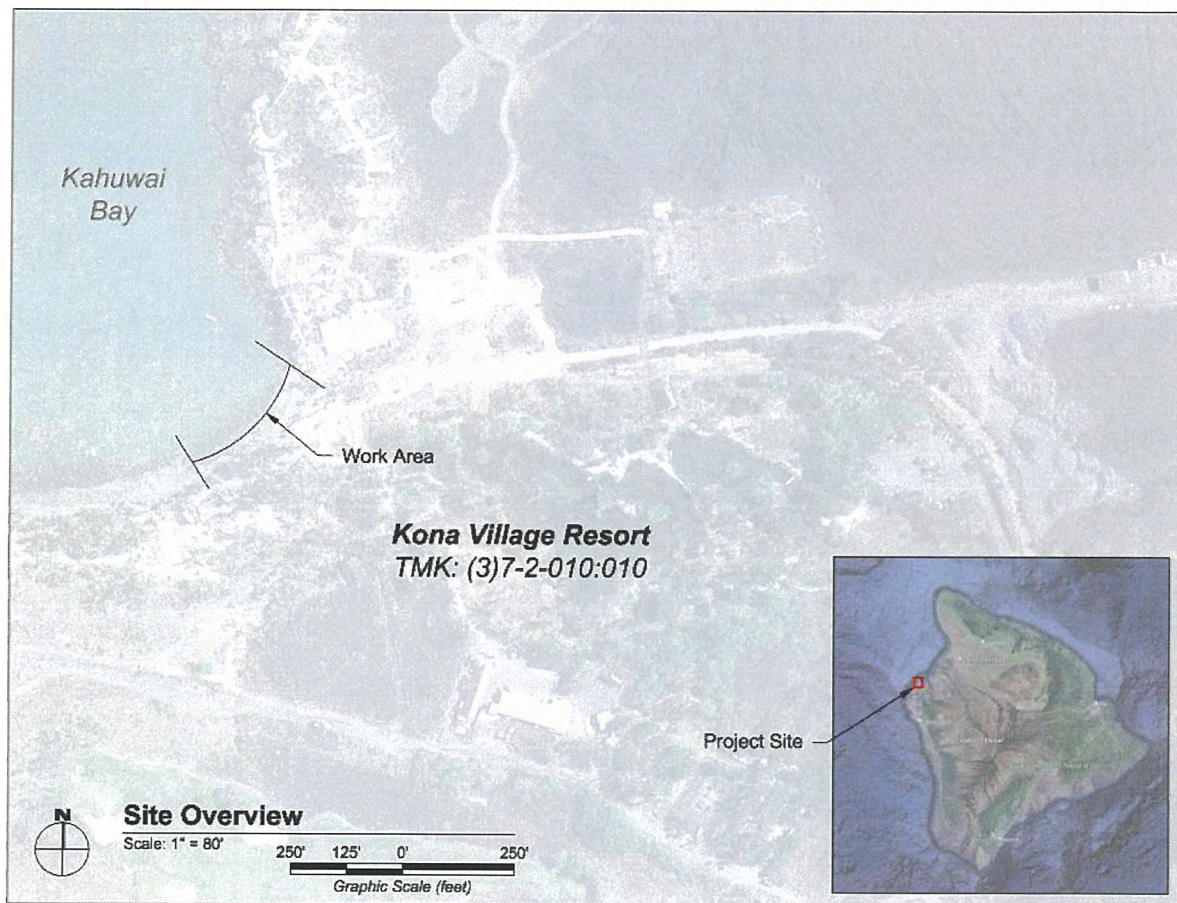 Kahuwai
Bay
Work Area
Kona Village Resort
TMK: (3)7-2-010:010
Project Site
N
Site Overview
Scale: 1" = 80'
250' 125' 0' 250'
Graphic Scale (feet)